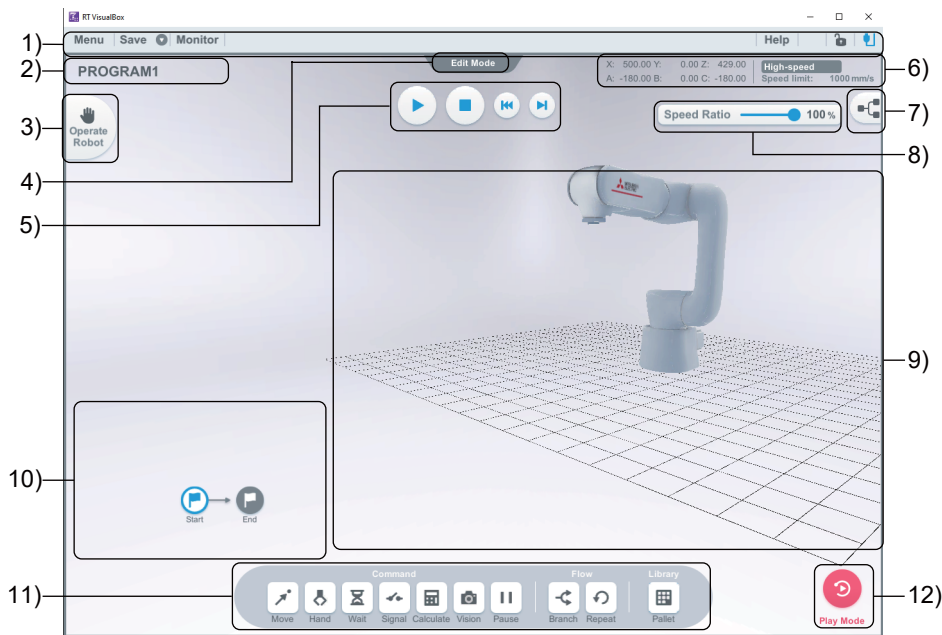 RT VisualBox
1) Menu Save Monitor Help
2) PROGRAM1
3) Operate Robot
4) Edit Mode
5)
X: 500.00 Y: 0.00 Z: 429.00 High-speed 6)
A: -180.00 B: 0.00 C: -180.00 Speed limit: 1000 mm/s
7)
Speed Ratio 100 %
8)
9)
10)
Start End
11)
Command Flow Library
Move Hand Wait Signal Calculate Vision Pause Branch Repeat Pallet
12)
Play Mode